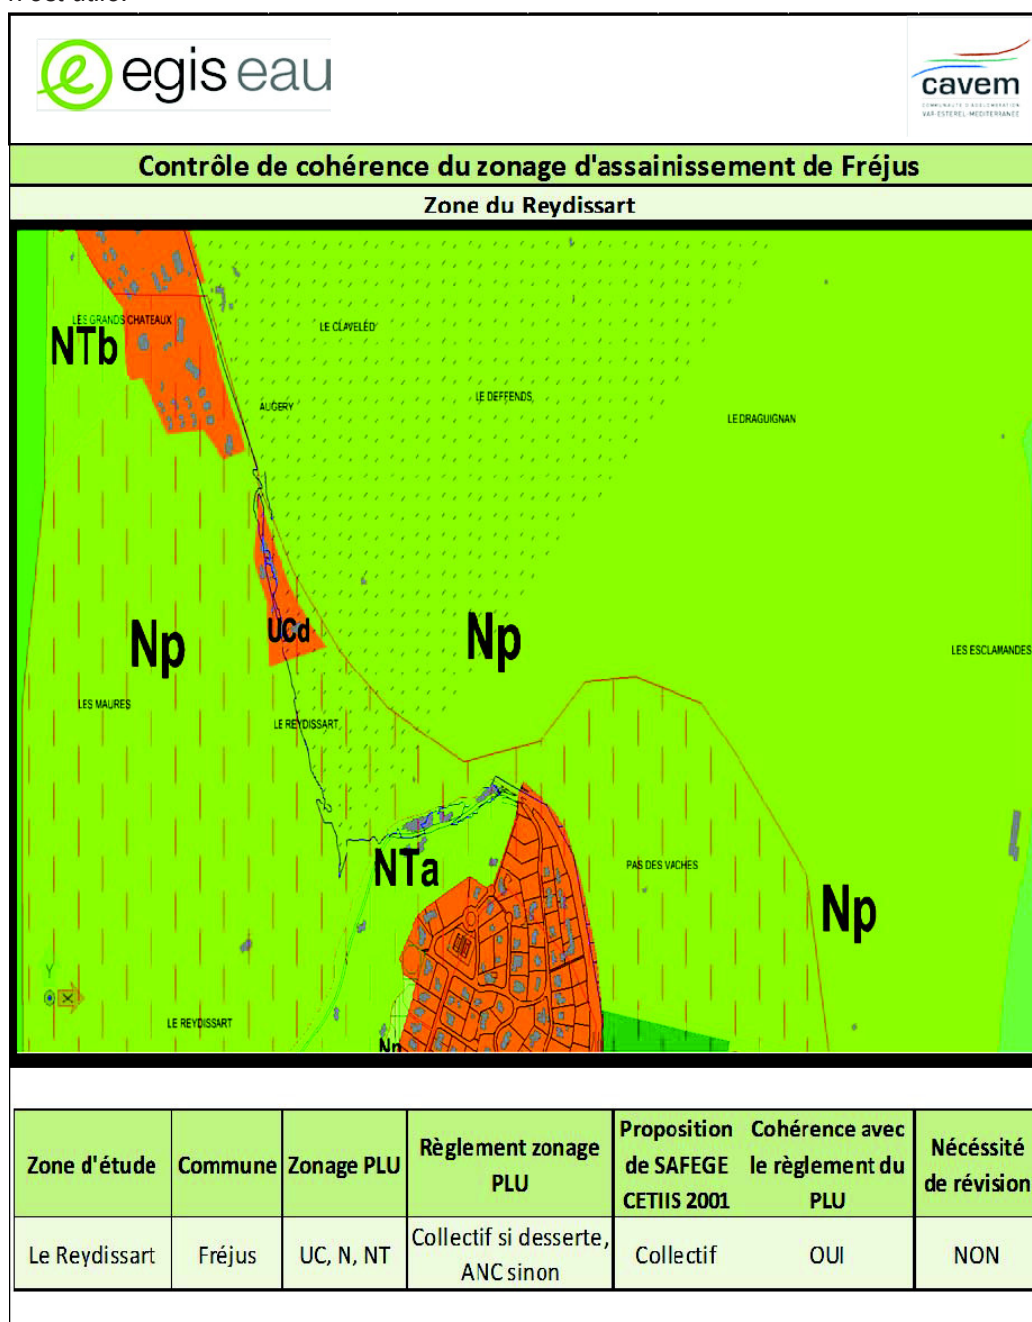 egis eau
cavem
COMMUNAUTÉ D'AGGLOMÉRATION
VAR-ESTEREL-MEDITERRANEE
Contrôle de cohérence du zonage d'assainissement de Fréjus
Zone du Reydissart
LES GRANDS CHATEAUX
NTb
LE CLAVELED
AUGERY
LE DEFFENDS
LE DRAGUIGNAN
UCd
Np
Np
LES ESCLAMANDES
LES MAURES
LE REYDISSART
NTa
PAS DES VACHES
Np
Y
X
LE REYDISSART
Zone d'étude
Commune
Zonage PLU
Règlement zonage
PLU
Proposition
de SAFEGE
CETIIS 2001
Cohérence avec
le règlement du
PLU
Nécéssité
de révision
Le Reydissart
Fréjus
UC, N, NT
Collectif si desserte,
ANC sinon
Collectif
OUI
NON